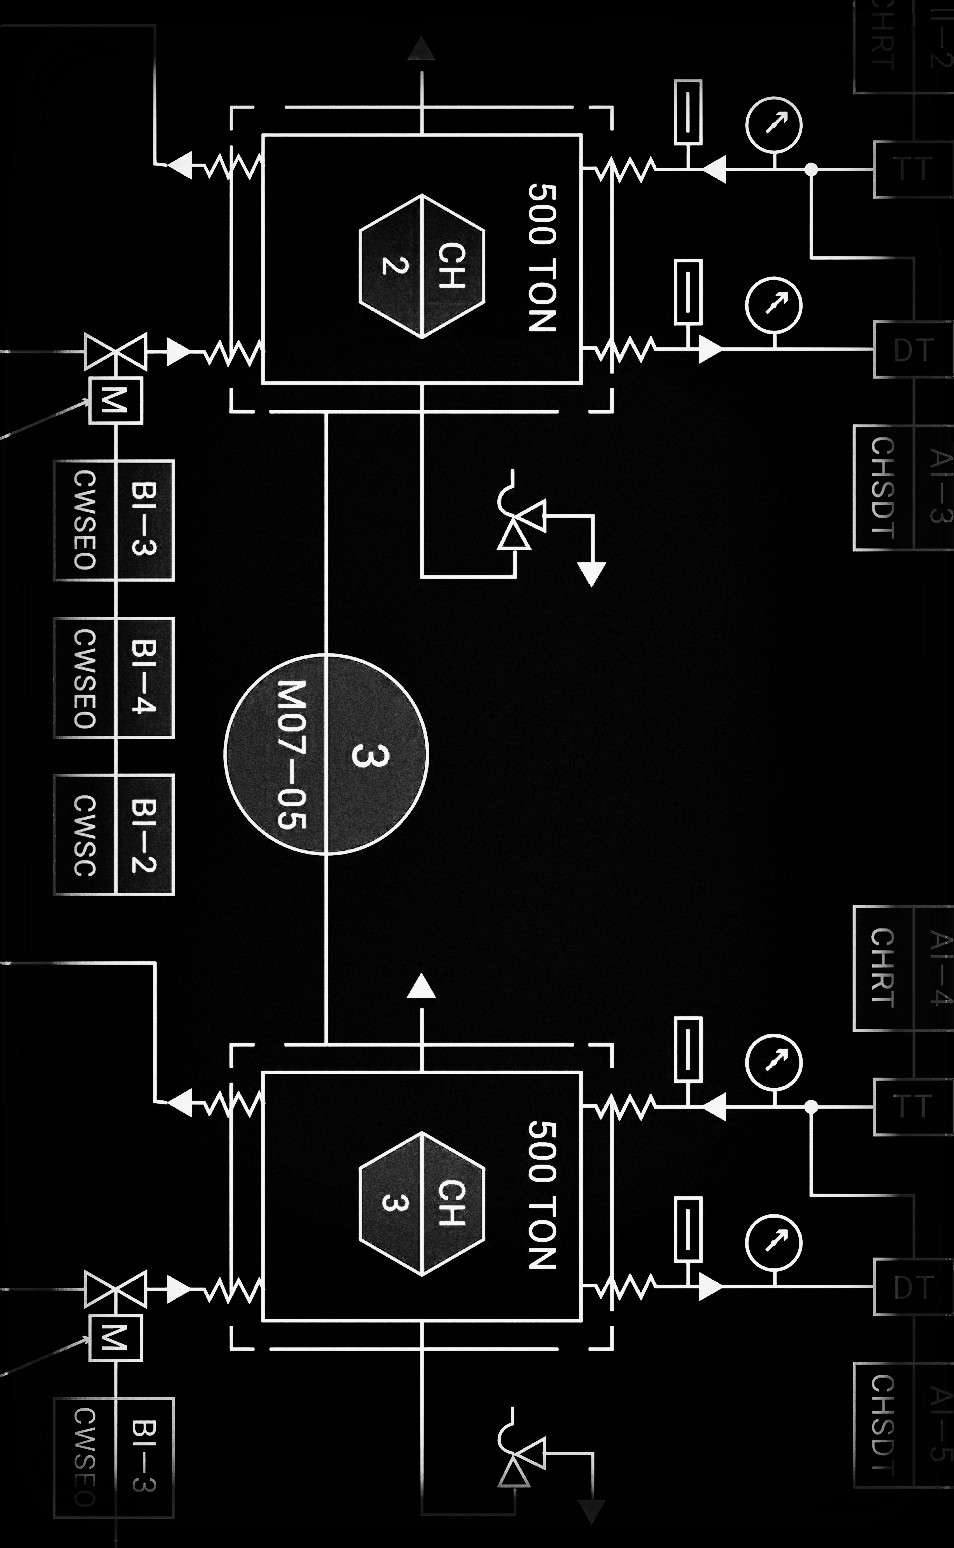 II-2
CHRT
TT
500 TON
CH
2
DT
M
AI-3
CHSDT
BI-3
CWSEO
BI-4
CWSEO
3
M07-05
BI-2
CWSC
AI-4
CHRT
TT
500 TON
CH
3
DT
M
AI-5
CHSDT
BI-3
CWSEO